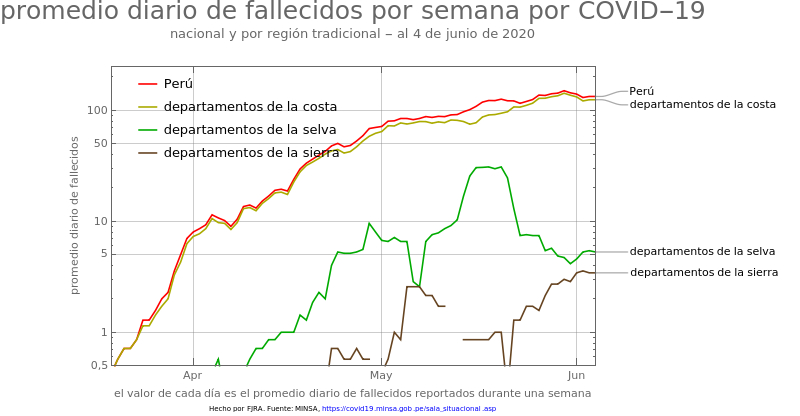 promedio diario de fallecidos por semana por COVID−19
nacional y por región tradicional − al 4 de junio de 2020
Perú
departamentos de la costa
departamentos de la selva
departamentos de la sierra
promedio diario de fallecidos
100
50
10
5
1
0,5
Apr
May
Jun
Perú
departamentos de la costa
departamentos de la selva
departamentos de la sierra
el valor de cada día es el promedio diario de fallecidos reportados durante una semana
Hecho por FJRA. Fuente: MINSA, https://covid19.minsa.gob.pe/sala_situacional.asp